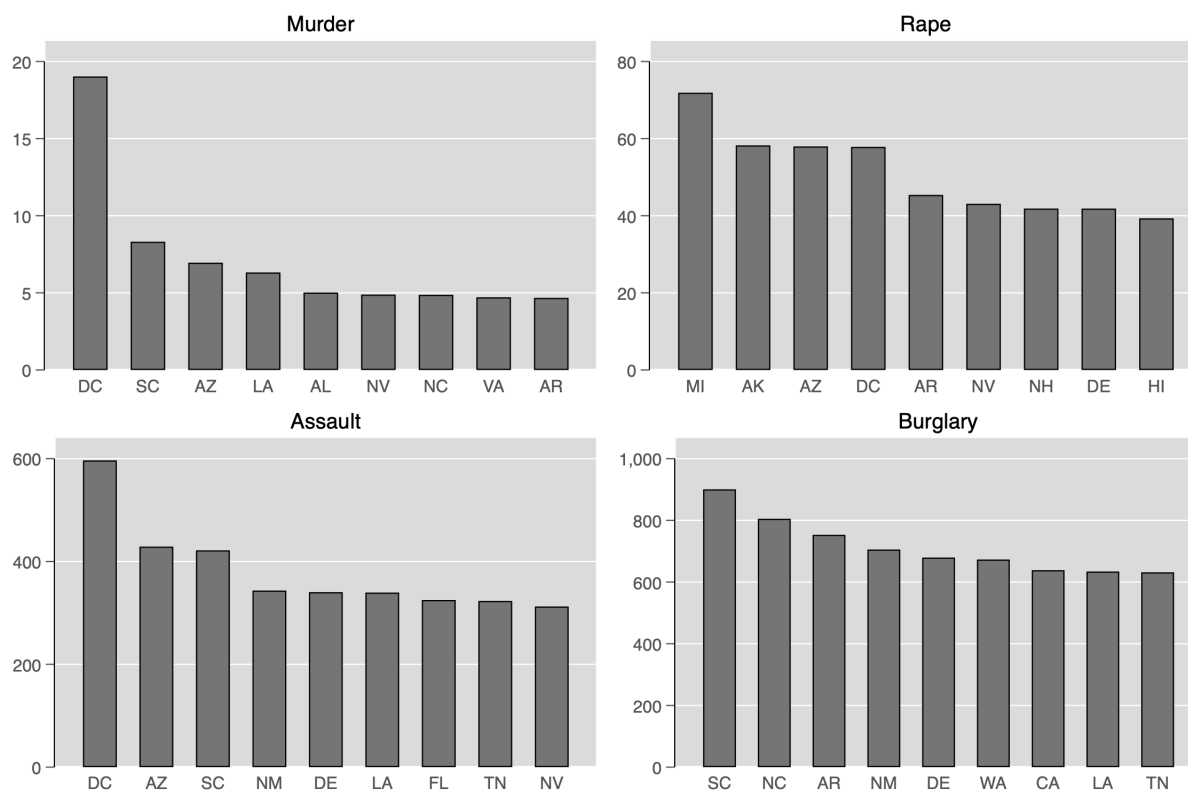 Murder
20
15
10
5
0
DC SC AZ LA AL NV NC VA AR
Rape
80
60
40
20
0
MI AK AZ DC AR NV NH DE HI
Assault
600
400
200
0
DC AZ SC NM DE LA FL TN NV
Burglary
1,000
800
600
400
200
0
SC NC AR NM DE WA CA LA TN